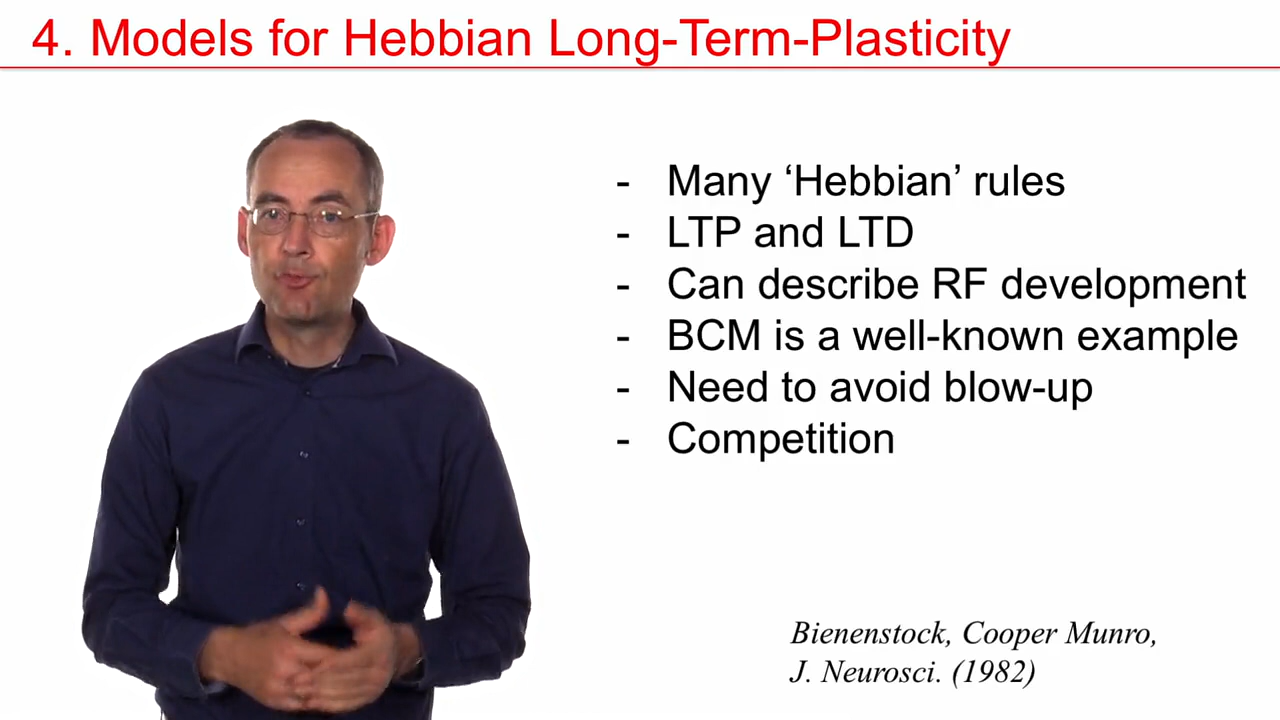 4. Models for Hebbian Long-Term-Plasticity
- Many ‘Hebbian’ rules
- LTP and LTD
- Can describe RF development
- BCM is a well-known example
- Need to avoid blow-up
- Competition
Bienenstock, Cooper Munro,
J. Neurosci. (1982)